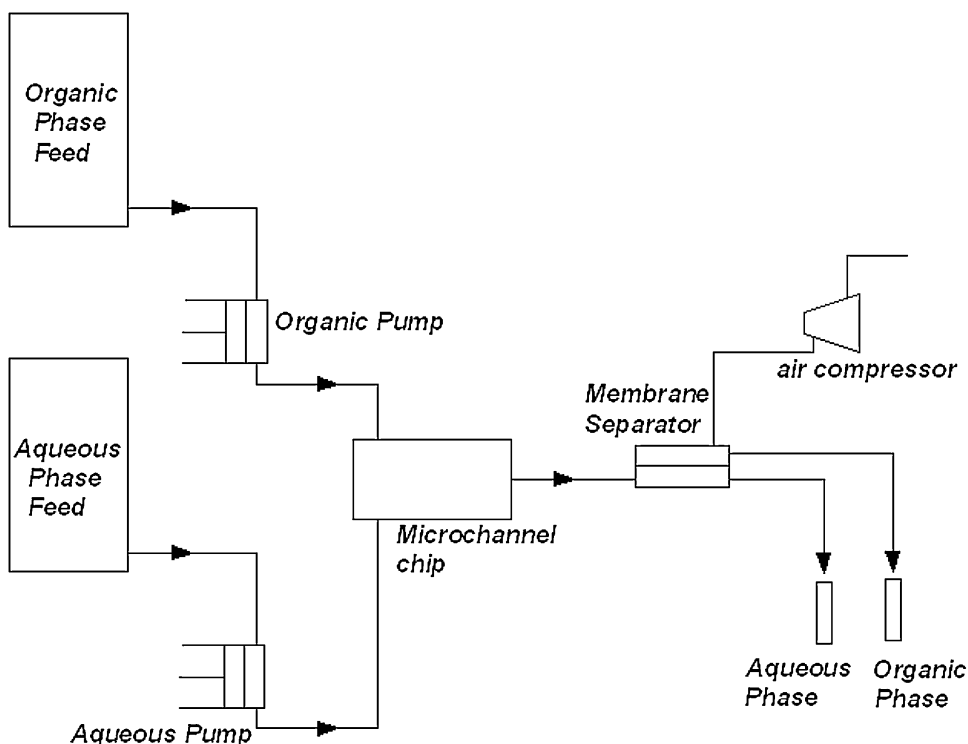 Organic
Phase
Feed
Organic Pump
air compressor
Membrane
Separator
Aqueous
Phase
Feed
Microchannel
chip
Aqueous
Phase
Organic
Phase
Aqueous Pump